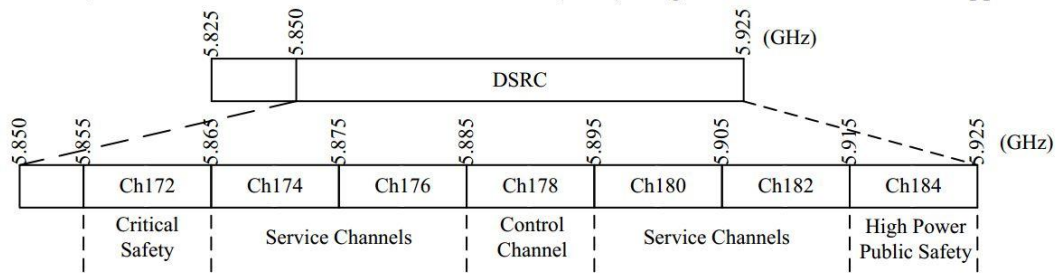 5.825
5.850
5.925
(GHz)
DSRC
5.850
5.855
5.865
5.875
5.885
5.895
5.905
5.915
5.925
(GHz)
Ch172
Ch174
Ch176
Ch178
Ch180
Ch182
Ch184
Critical
Safety
Service Channels
Control
Channel
Service Channels
High Power
Public Safety